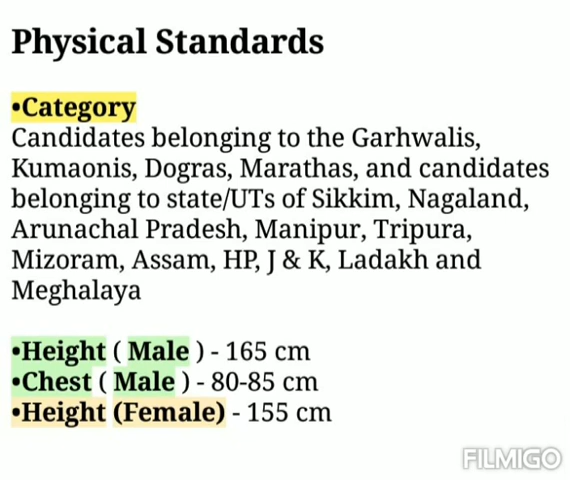 Physical Standards
•Category
Candidates belonging to the Garhwalis,
Kumaonis, Dogras, Marathas, and candidates
belonging to state/UTs of Sikkim, Nagaland,
Arunachal Pradesh, Manipur, Tripura,
Mizoram, Assam, HP, J & K, Ladakh and
Meghalaya
•Height ( Male ) - 165 cm
•Chest ( Male ) - 80-85 cm
•Height (Female) - 155 cm
FILMIGO